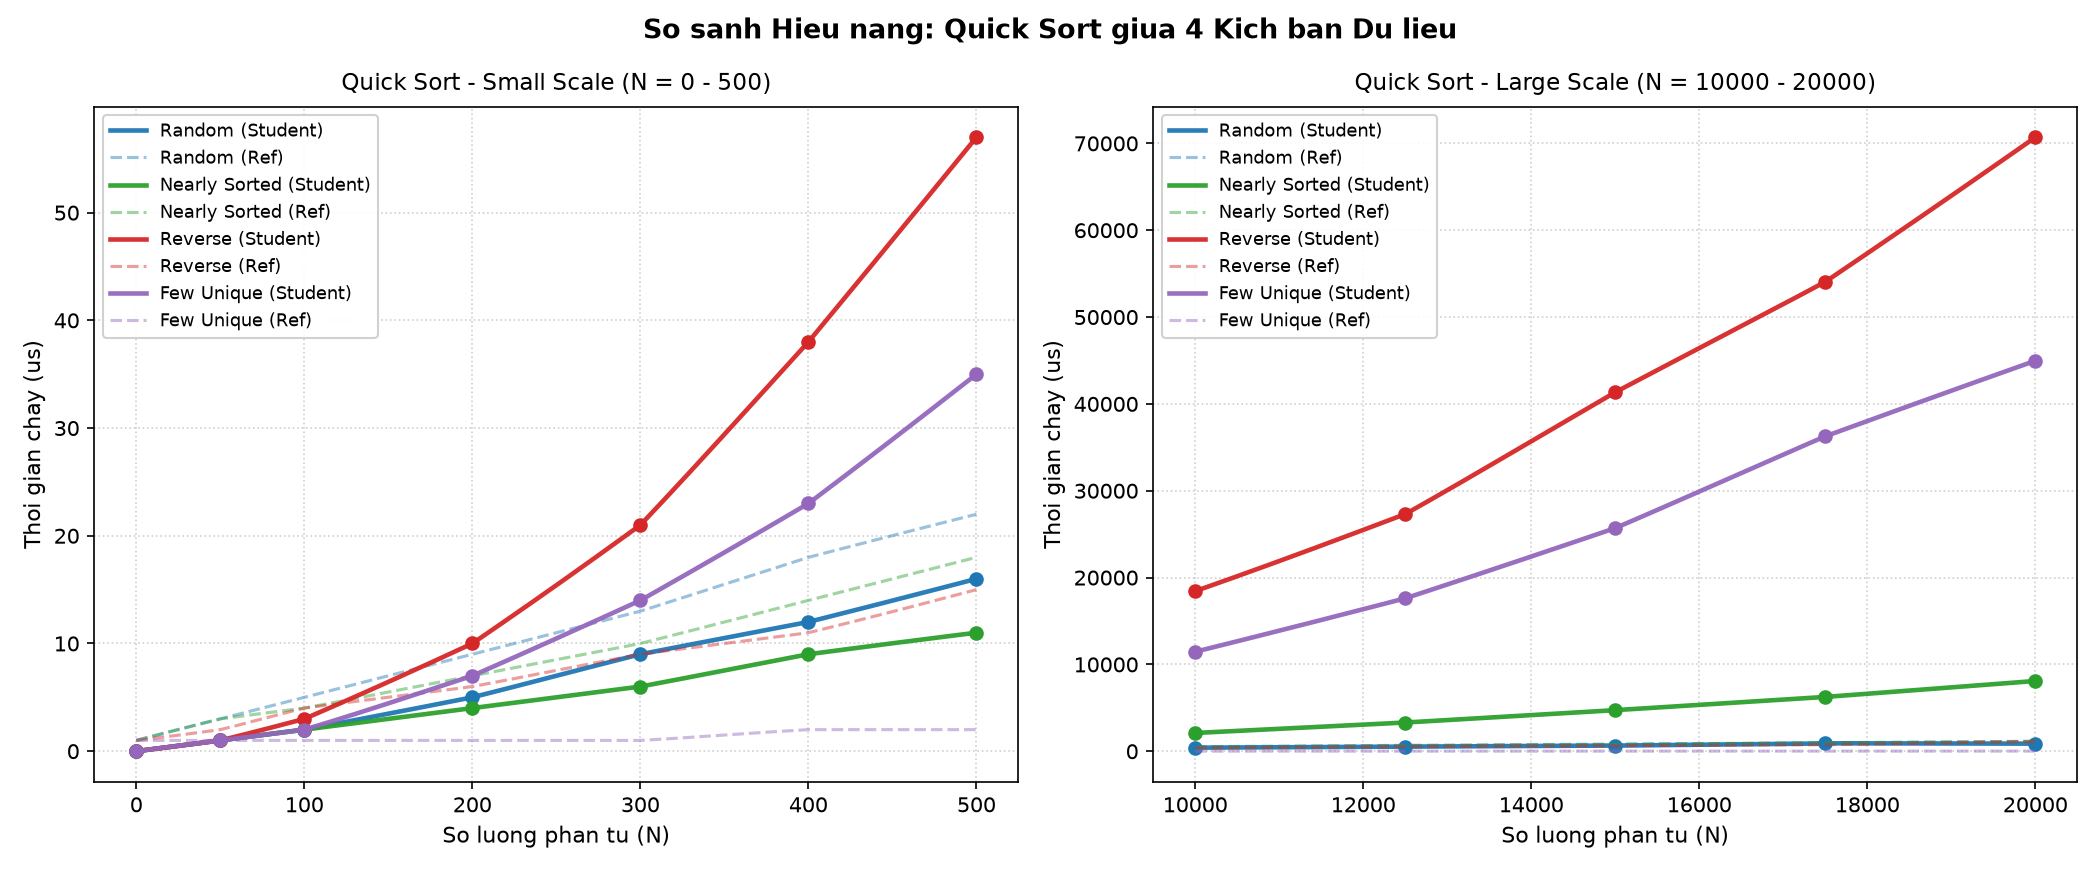 So sanh Hieu nang: Quick Sort giua 4 Kich ban Du lieu
Quick Sort - Small Scale (N = 0 - 500)
Random (Student)
Random (Ref)
Nearly Sorted (Student)
Nearly Sorted (Ref)
Reverse (Student)
Reverse (Ref)
Few Unique (Student)
Few Unique (Ref)
Thoi gian chay (us)
50
40
30
20
10
0
0
100
200
300
400
500
So luong phan tu (N)
Quick Sort - Large Scale (N = 10000 - 20000)
Random (Student)
Random (Ref)
Nearly Sorted (Student)
Nearly Sorted (Ref)
Reverse (Student)
Reverse (Ref)
Few Unique (Student)
Few Unique (Ref)
Thoi gian chay (us)
70000
60000
50000
40000
30000
20000
10000
0
10000
12000
14000
16000
18000
20000
So luong phan tu (N)